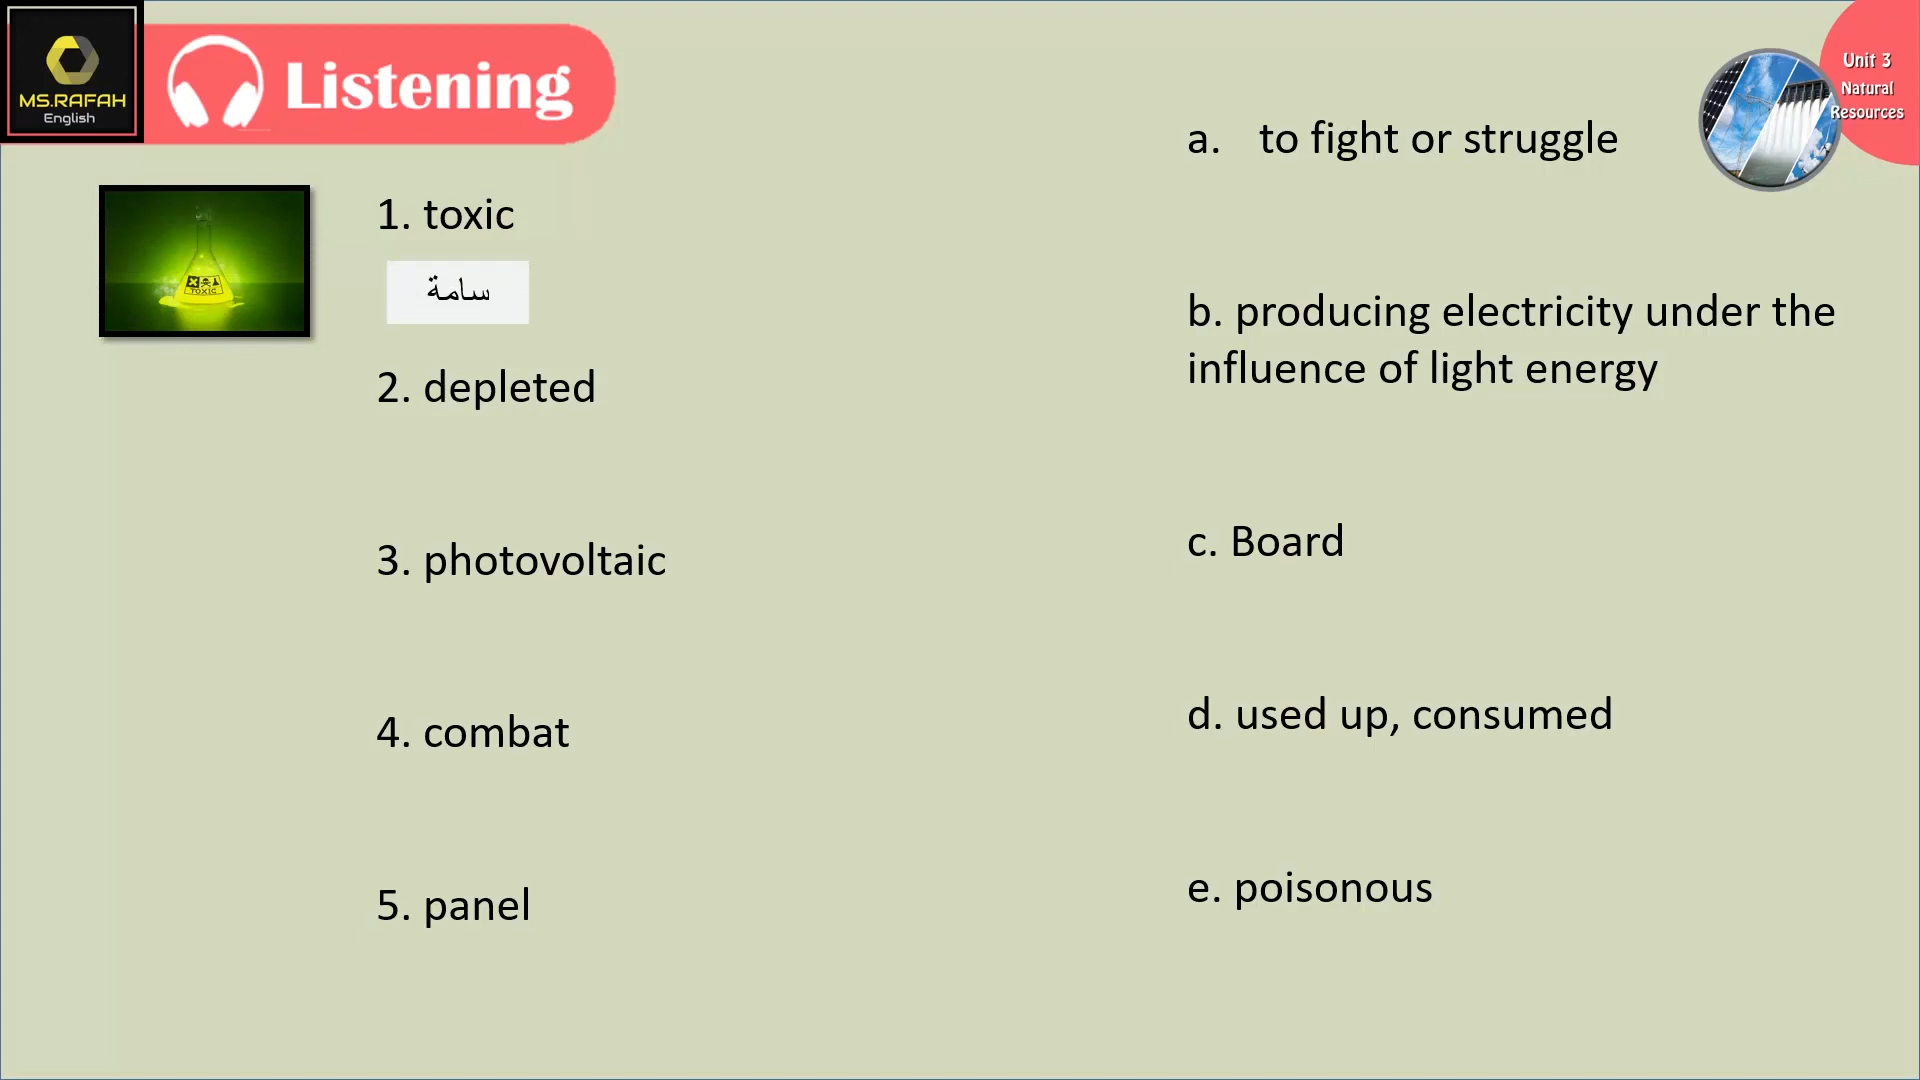 MS.RAFAH
English
Listening
Unit 3
Natural
Resources
1. toxic
سامة
TOXIC
2. depleted
3. photovoltaic
4. combat
5. panel
a. to fight or struggle
b. producing electricity under the
influence of light energy
c. Board
d. used up, consumed
e. poisonous